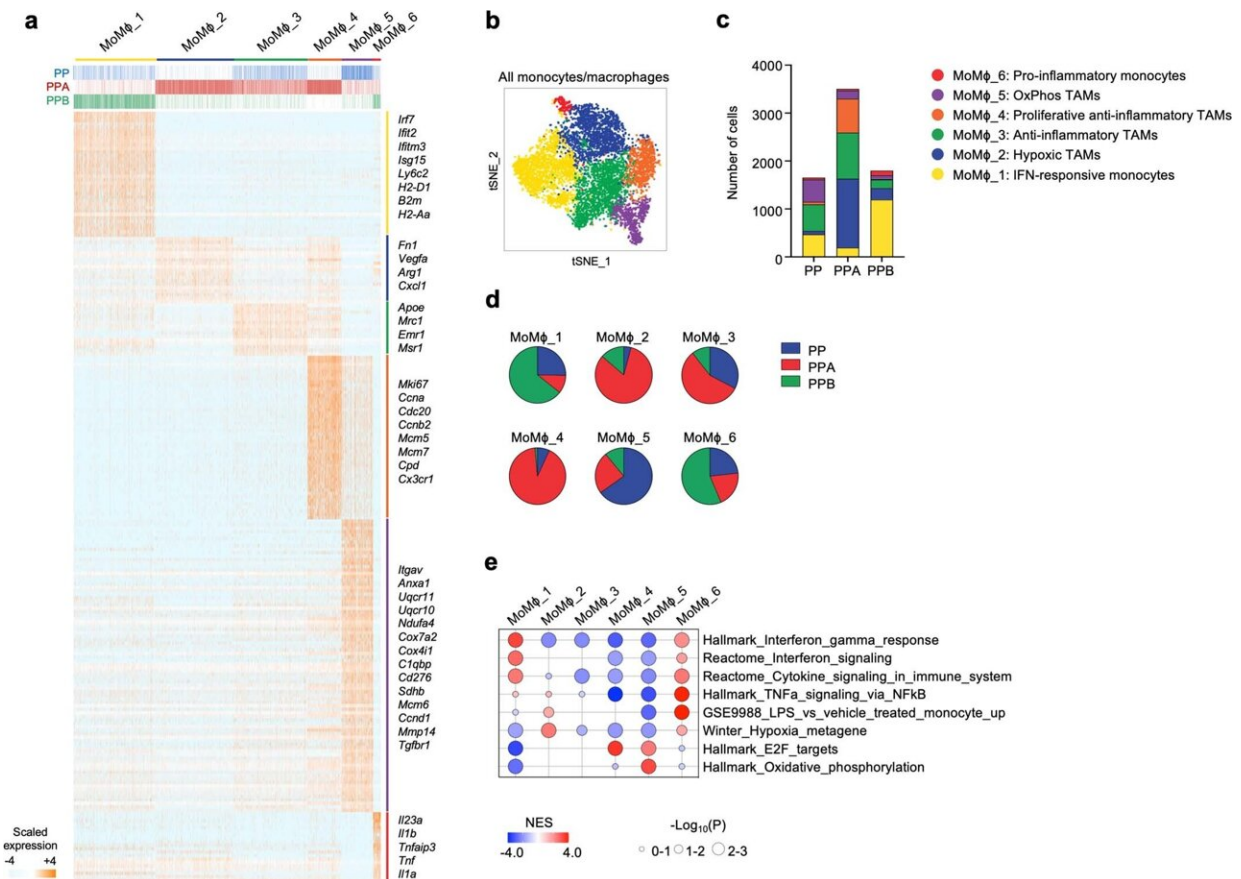 a
MoMϕ_1
MoMϕ_2
MoMϕ_3
MoMϕ_4
MoMϕ_5
MoMϕ_6
PP
PPA
PPB
Irf7
Ifit2
Ifitm3
Isg15
Ly6c2
H2-D1
B2m
H2-Aa
Fn1
Vegfa
Arg1
Cxcl1
Apoe
Mrc1
Emr1
Msr1
Mki67
Ccna
Cdc20
Ccnb2
Mcm5
Mcm7
Cpd
Cx3cr1
Itgav
Anxa1
Uqcr11
Uqcr10
Ndufa4
Cox7a2
Cox4i1
C1qbp
Cd276
Sdhb
Mcm6
Ccnd1
Mmp14
Tgfbr1
Il23a
Il1b
Tnfaip3
Tnf
Il1a
Scaled
expression
-4 +4
b
All monocytes/macrophages
tSNE_2
tSNE_1
c
Number of cells
4000
3000
2000
1000
0
PP PPA PPB
MoMϕ_6: Pro-inflammatory monocytes
MoMϕ_5: OxPhos TAMs
MoMϕ_4: Proliferative anti-inflammatory TAMs
MoMϕ_3: Anti-inflammatory TAMs
MoMϕ_2: Hypoxic TAMs
MoMϕ_1: IFN-responsive monocytes
d
MoMϕ_1 MoMϕ_2 MoMϕ_3
MoMϕ_4 MoMϕ_5 MoMϕ_6
PP
PPA
PPB
e
MoMϕ_1
MoMϕ_2
MoMϕ_3
MoMϕ_4
MoMϕ_5
MoMϕ_6
Hallmark_Interferon_gamma_response
Reactome_Interferon_signaling
Reactome_Cytokine_signaling_in_immune_system
Hallmark_TNFa_signaling_via_NFkB
GSE9988_LPS_vs_vehicle_treated_monocyte_up
Winter_Hypoxia_metagene
Hallmark_E2F_targets
Hallmark_Oxidative_phosphorylation
NES
-4.0 4.0
-Log₁₀(P)
0-1 1-2 2-3